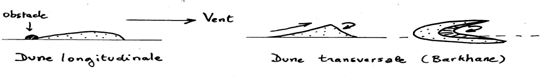 obstacle
Vent
Dune longitudinale
Dune transversale (Barkhane)